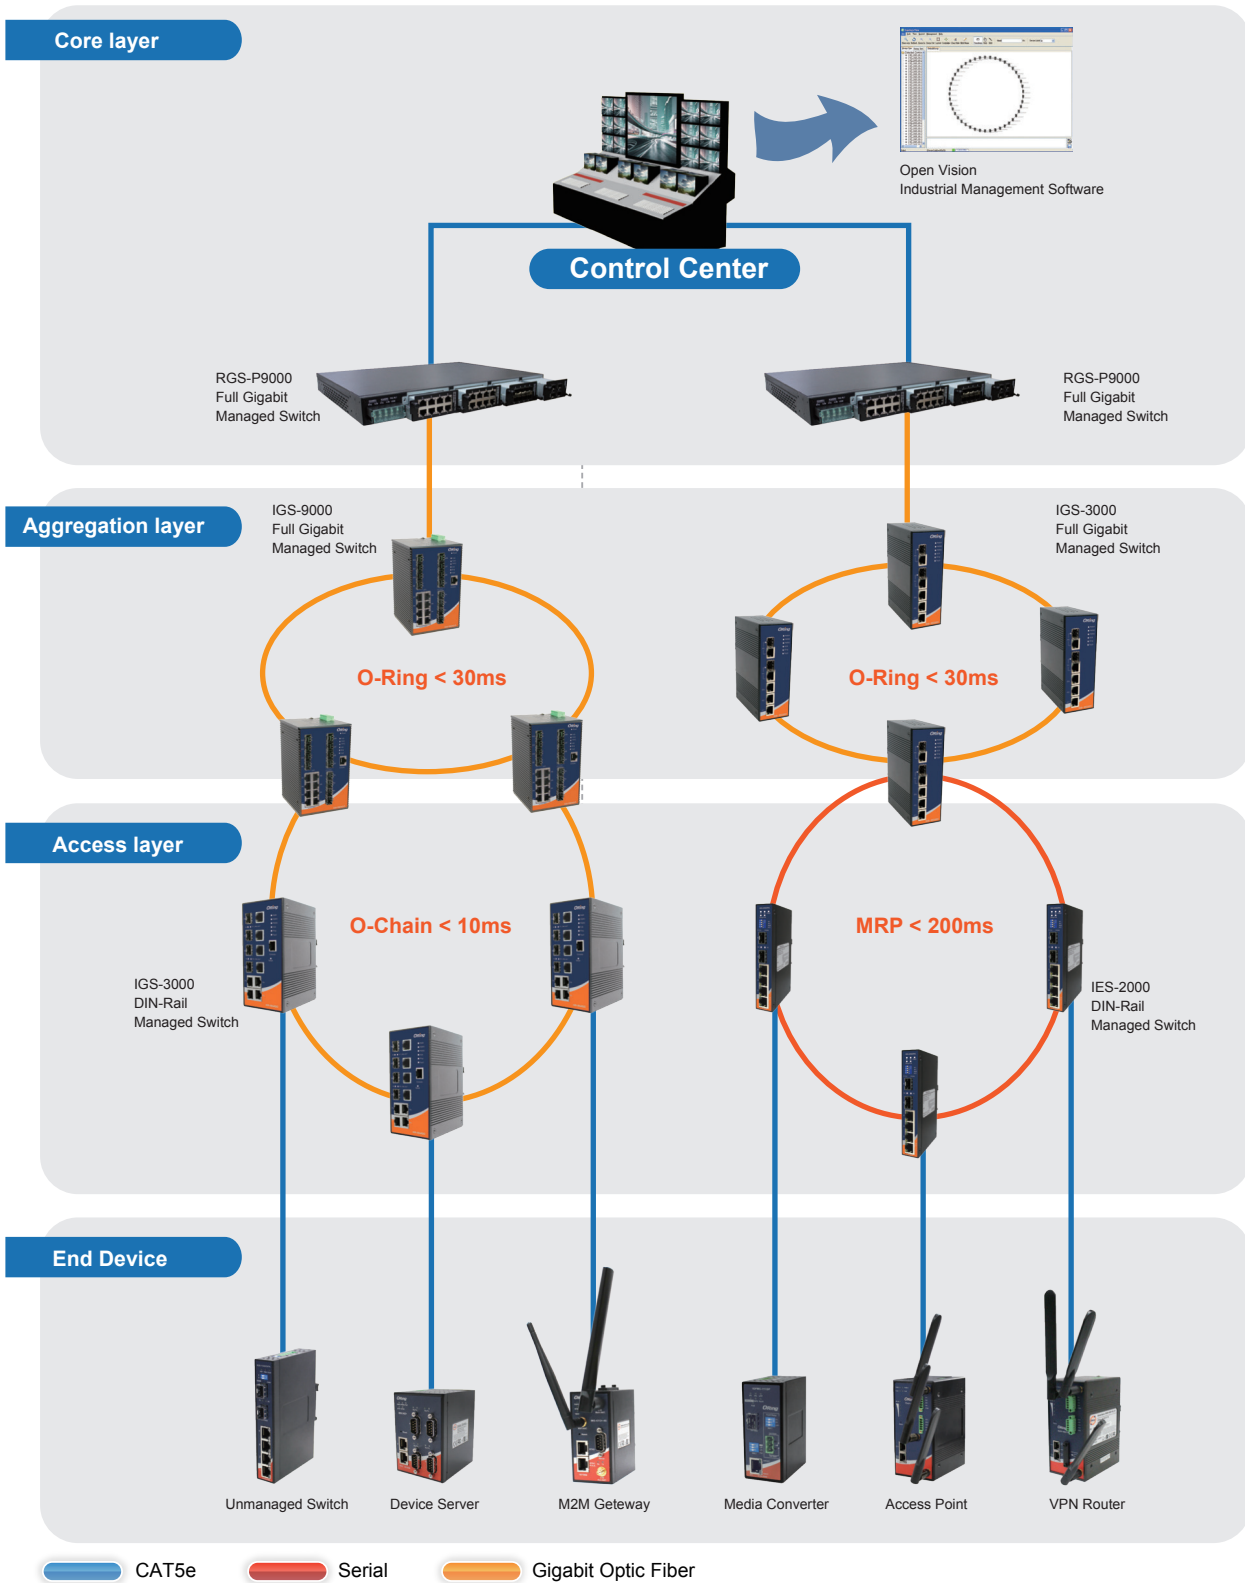 Core layer
Open Vision
Industrial Management Software
Control Center
RGS-P9000
Full Gigabit
Managed Switch
RGS-P9000
Full Gigabit
Managed Switch
Aggregation layer
IGS-9000
Full Gigabit
Managed Switch
IGS-3000
Full Gigabit
Managed Switch
O-Ring < 30ms
O-Ring < 30ms
Access layer
O-Chain < 10ms
MRP < 200ms
IGS-3000
DIN-Rail
Managed Switch
IES-2000
DIN-Rail
Managed Switch
End Device
Unmanaged Switch
Device Server
M2M Geteway
Media Converter
Access Point
VPN Router
CAT5e
Serial
Gigabit Optic Fiber